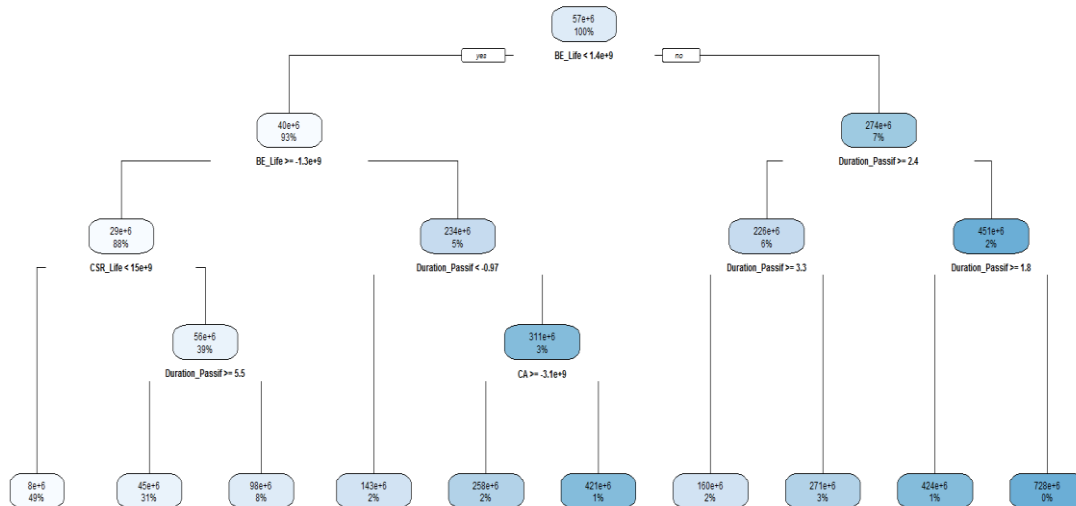 57e+6
100%
yes
BE_Life < 1.4e+9
no
40e+6
93%
BE_Life >= -1.3e+9
274e+6
7%
Duration_Passif >= 2.4
29e+6
88%
CSR_Life < 15e+9
234e+6
5%
Duration_Passif < -0.97
226e+6
6%
Duration_Passif >= 3.3
451e+6
2%
Duration_Passif >= 1.8
56e+6
39%
Duration_Passif >= 5.5
311e+6
3%
CA >= -3.1e+9
8e+6
49%
45e+6
31%
98e+6
8%
143e+6
2%
258e+6
2%
421e+6
1%
160e+6
2%
271e+6
3%
424e+6
1%
728e+6
0%